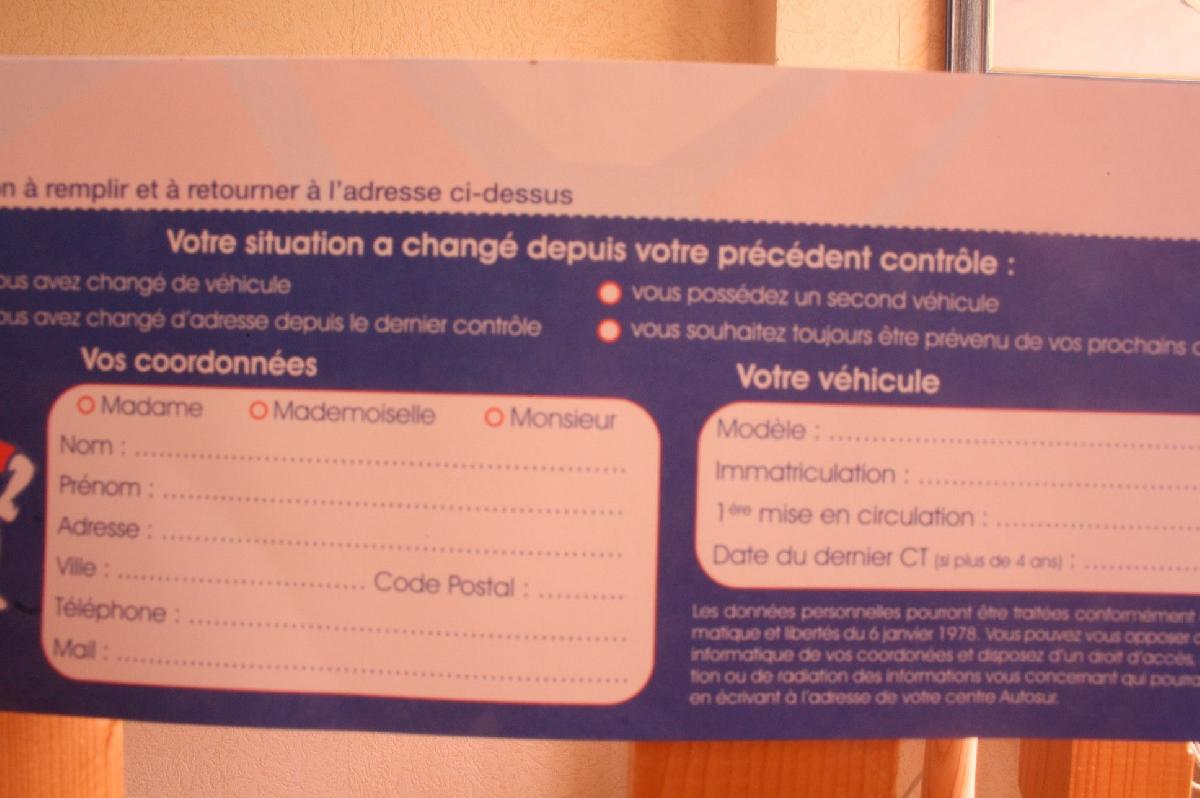 à remplir et à retourner à l'adresse ci-dessus
Votre situation a changé depuis votre précédent contrôle :
avez changé de véhicule
avez changé d'adresse depuis le dernier contrôle
vous possédez un second véhicule
vous souhaitez toujours être prévenu de vos prochains
Vos coordonnées
Madame Mademoiselle Monsieur
Nom :
Prénom :
Adresse :
Ville : Code Postal :
Téléphone :
Mail :
Votre véhicule
Modèle :
Immatriculation :
1ère mise en circulation :
Date du dernier CT (si plus de 4 ans) :
Les données personnelles pourront être traitées conformément
matique et libertés du 6 janvier 1978. Vous pouvez vous opposer
informatique de vos coordonées et disposez d'un droit d'accès,
tion ou de radiation des informations vous concernant qui
en écrivant à l'adresse de votre centre Autosur.